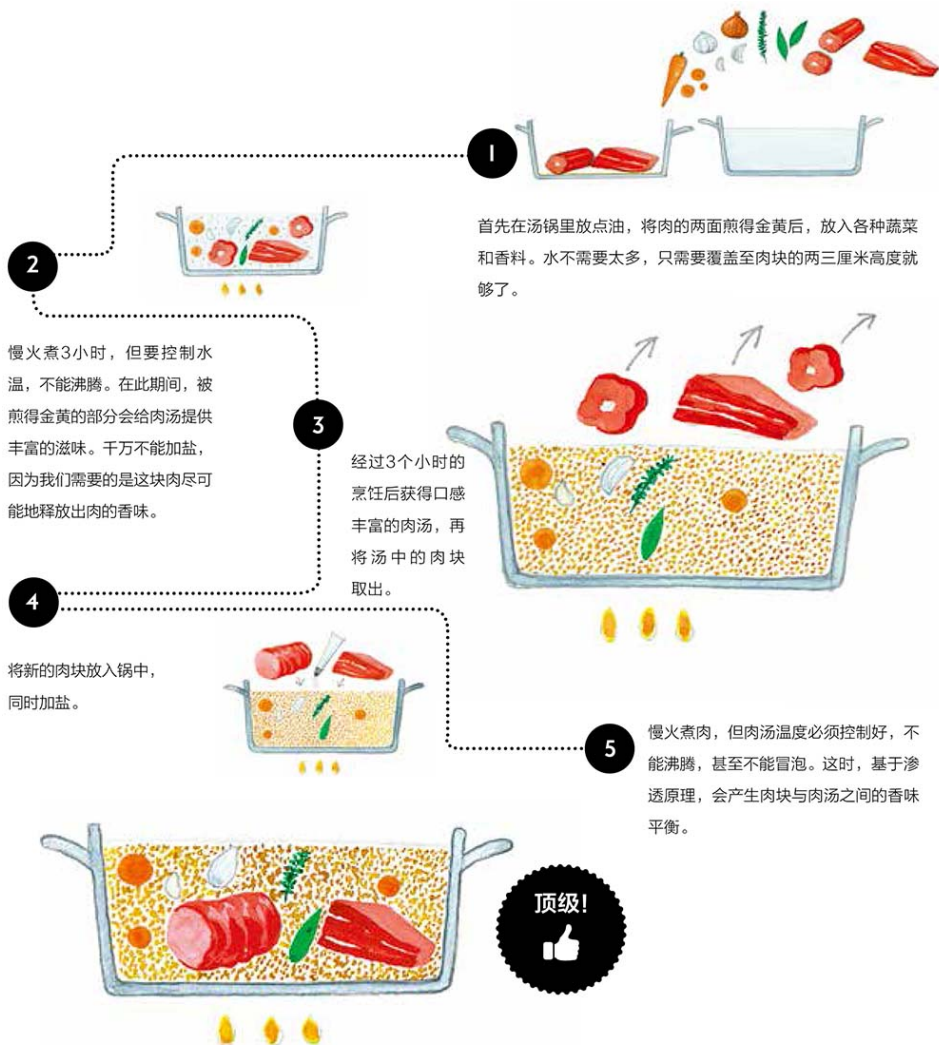 1
首先在汤锅里放点油，将肉的两面煎得金黄后，放入各种蔬菜
和香料。水不需要太多，只需要覆盖至肉块的两三厘米高度就
够了。
2
慢火煮3小时，但要控制水
温，不能沸腾。在此期间，被
煎得金黄的部分会给肉汤提供
丰富的滋味。千万不能加盐，
因为我们需要的是这块肉尽可
能地释放出肉的香味。
3
经过3个小时的
烹饪后获得口感
丰富的肉汤，再
将汤中的肉块
取出。
4
将新的肉块放入锅中，
同时加盐。
5
慢火煮肉，但肉汤温度必须控制好，不
能沸腾，甚至不能冒泡。这时，基于渗
透原理，会产生肉块与肉汤之间的香味
平衡。
顶级！